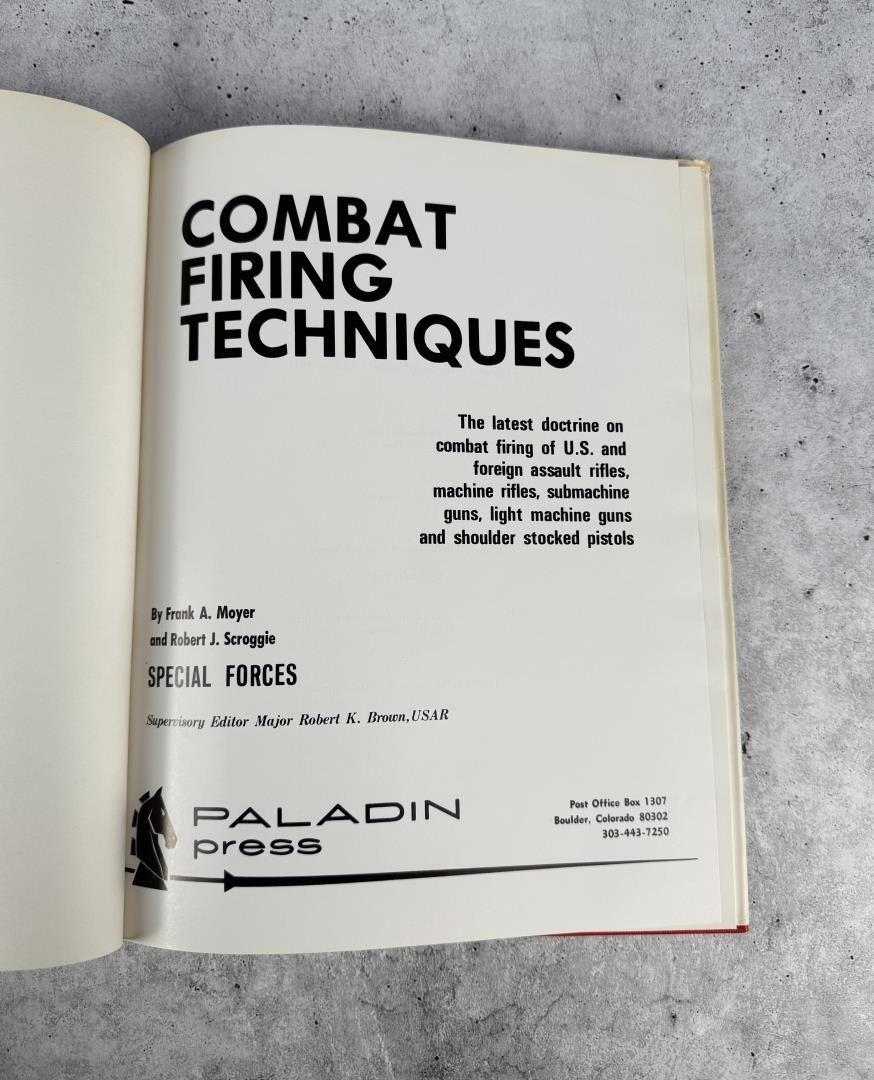 COMBAT
FIRING
TECHNIQUES
The latest doctrine on
combat firing of U.S. and
foreign assault rifles,
machine rifles, submachine
guns, light machine guns
and shoulder stocked pistols
By Frank A. Moyer
and Robert J. Scroggie
SPECIAL FORCES
Supervisory Editor Major Robert K. Brown, USAR
PALADIN
press
Post Office Box 1307
Boulder, Colorado 80302
303-443-7250